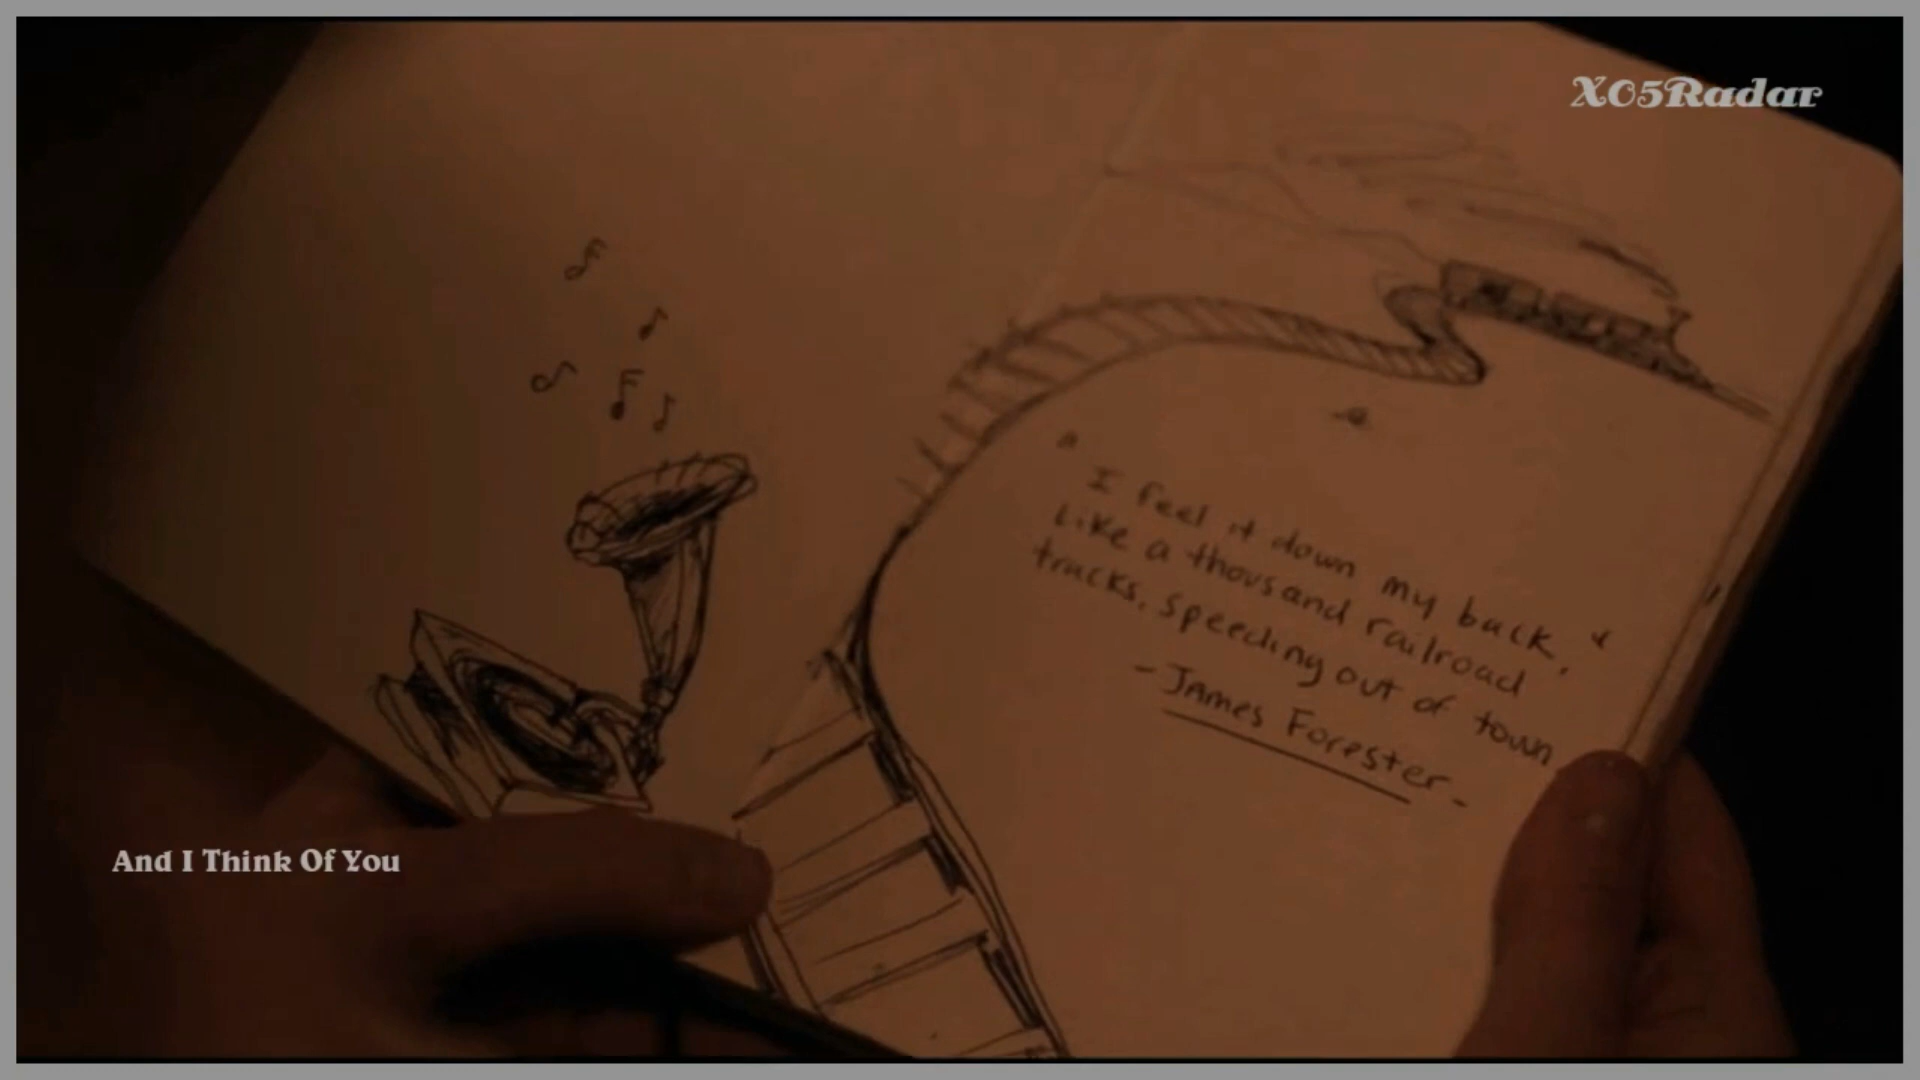 X05Radar
"
I feel it down my back,
Like a thousand railroad
tracks, speeding out of town
- James Forester -
And I Think Of You